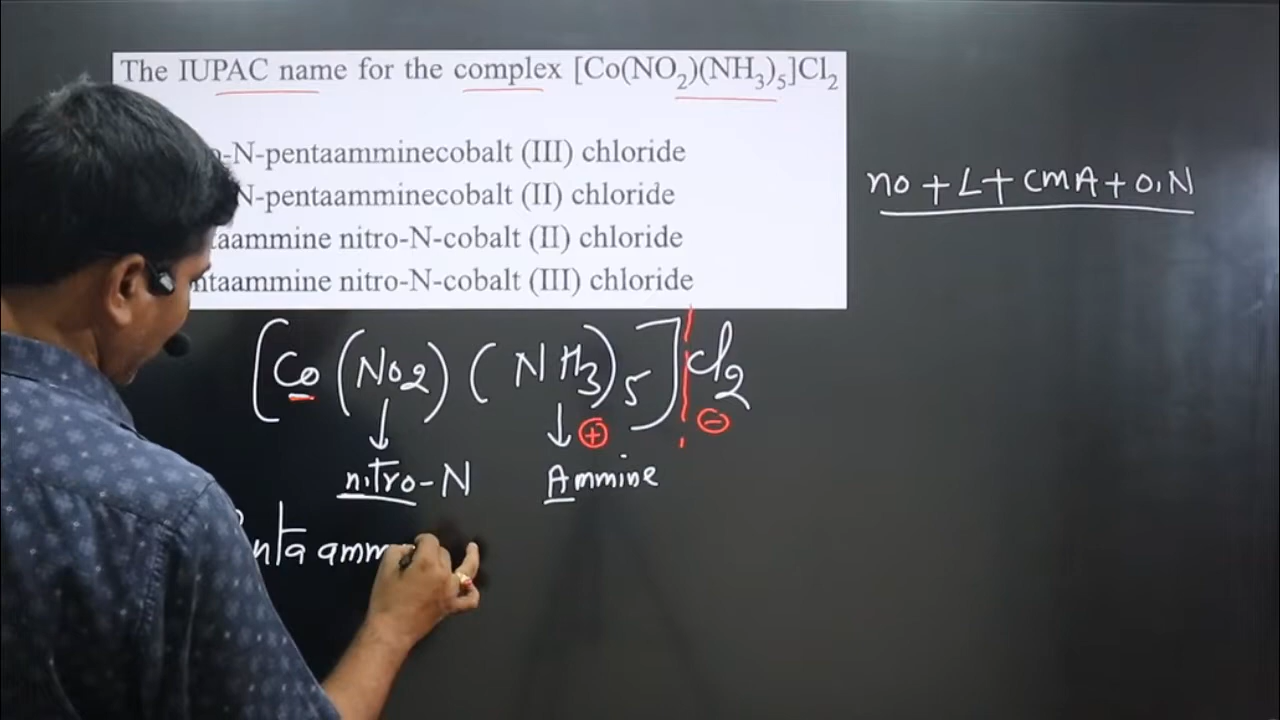 The IUPAC name for the complex [Co(NO₂)(NH₃)₅]Cl₂
-N-pentaamminecobalt (III) chloride
N-pentaamminecobalt (II) chloride
taammine nitro-N-cobalt (II) chloride
ntaammine nitro-N-cobalt (III) chloride
no + L + CMA + O.N
[Co(NO₂)(NH₃)₅]Cl₂
⊕ ⊖
nitro-N Ammine
nta amm